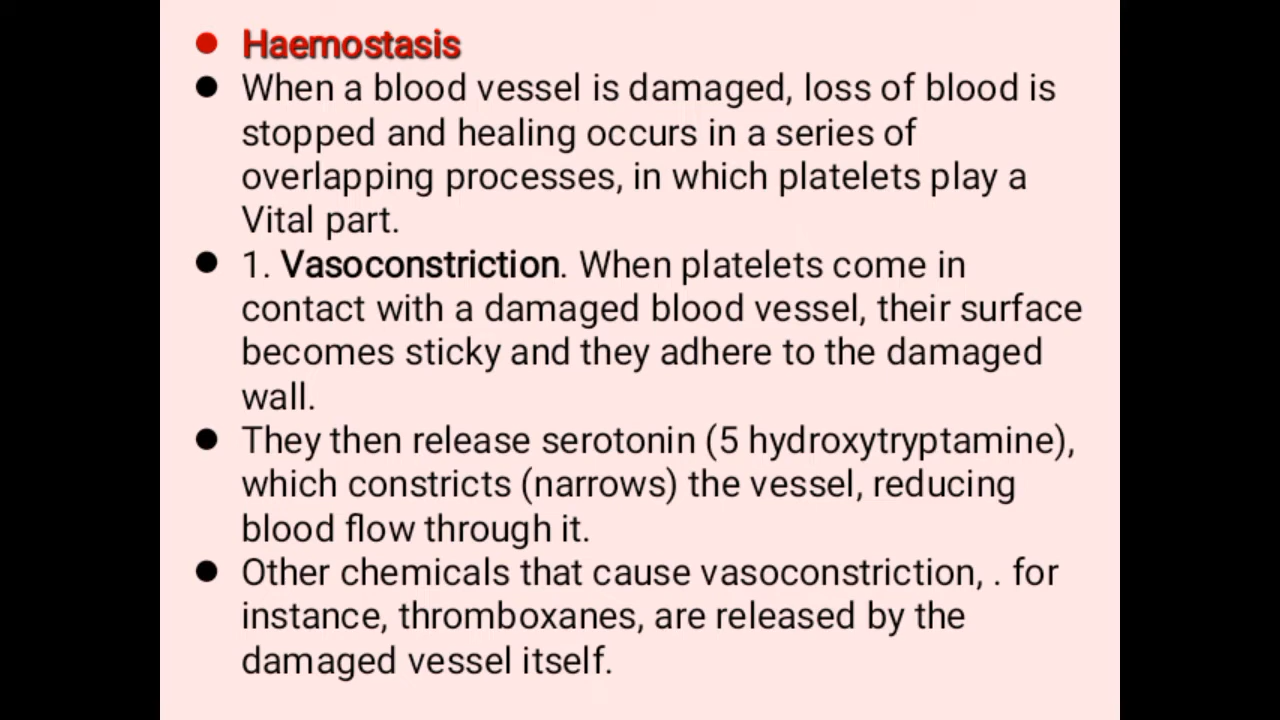 ● Haemostasis
● When a blood vessel is damaged, loss of blood is
stopped and healing occurs in a series of
overlapping processes, in which platelets play a
Vital part.
● 1. Vasoconstriction. When platelets come in
contact with a damaged blood vessel, their surface
becomes sticky and they adhere to the damaged
wall.
● They then release serotonin (5 hydroxytryptamine),
which constricts (narrows) the vessel, reducing
blood flow through it.
● Other chemicals that cause vasoconstriction, . for
instance, thromboxanes, are released by the
damaged vessel itself.